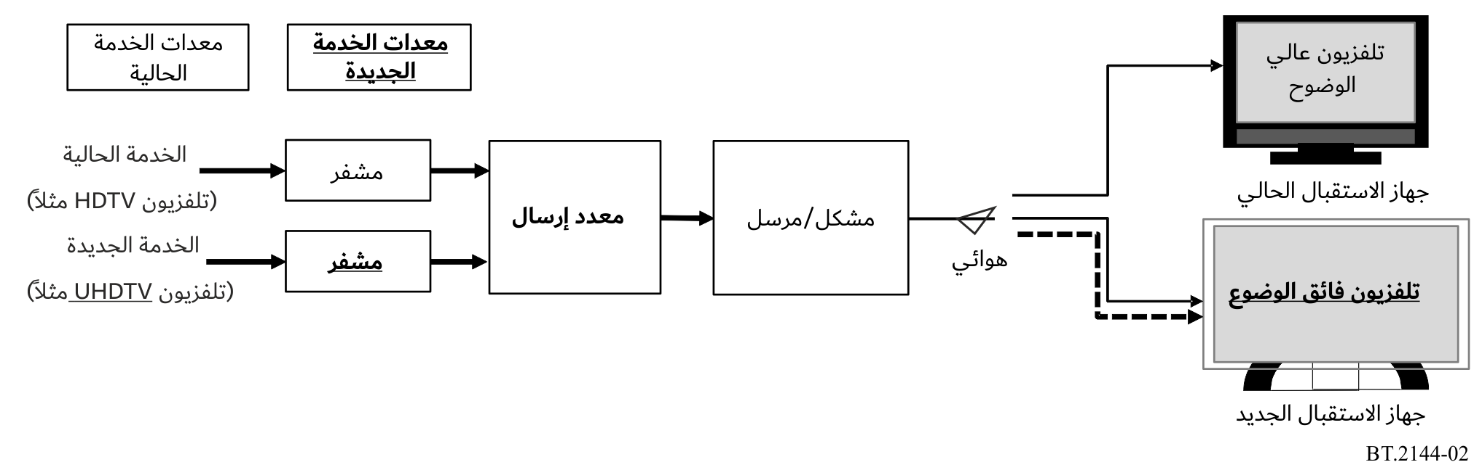 معدات الخدمة
الحالية
معدات الخدمة
الجديدة
الخدمة الحالية
(تلفزيون HDTV مثلاً)
الخدمة الجديدة
(تلفزيون UHDTV مثلاً)
مشفر
مشفر
معدد إرسال
مشكل/مرسل
هوائي
تلفزيون عالي
الوضوح
جهاز الاستقبال الحالي
تلفزيون فائق الوضوع
جهاز الاستقبال الجديد
BT.2144-02